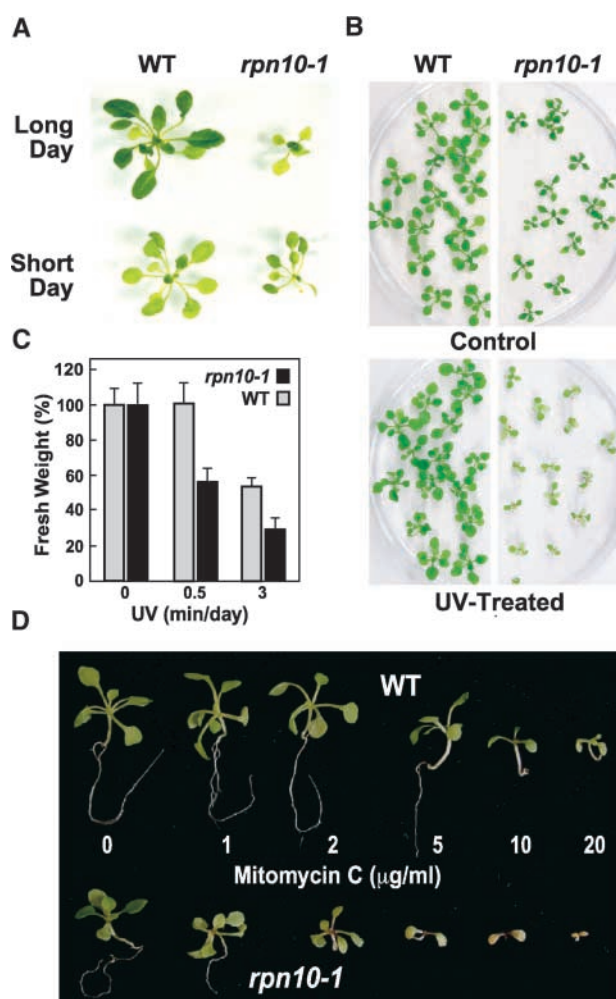 A
WT rpn10-1
Long Day
Short Day
B
WT rpn10-1
Control
UV-Treated
C
120
100
80
60
40
20
0
Fresh Weight (%)
rpn10-1
WT
0 0.5 3
UV (min/day)
D
WT
0 1 2 5 10 20
Mitomycin C (μg/ml)
rpn10-1